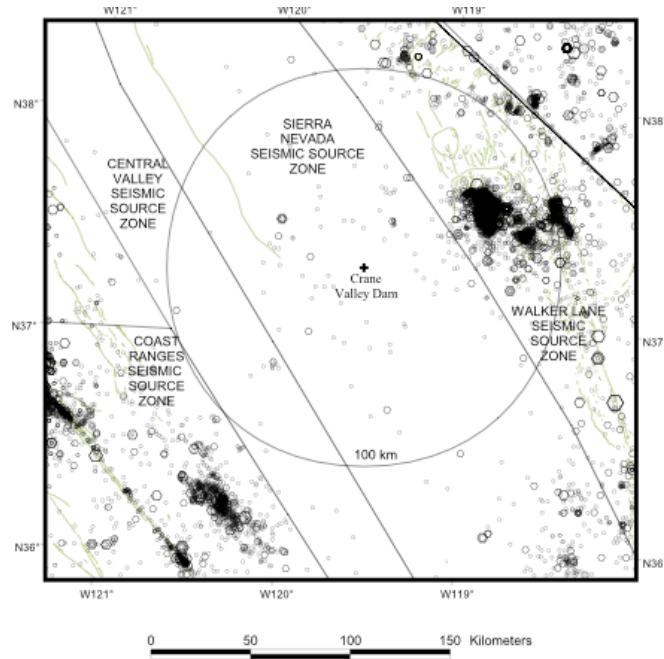 W121° W120° W119°
N38°
N38
SIERRA
NEVADA
SEISMIC SOURCE
ZONE
CENTRAL
VALLEY
SEISMIC
SOURCE
ZONE
Crane
Valley Dam
N37°
N37
WALKER LANE
SEISMIC
SOURCE
ZONE
COAST
RANGES
SEISMIC
SOURCE
ZONE
100 km
N36°
N36
W121° W120° W119°
0 50 100 150 Kilometers